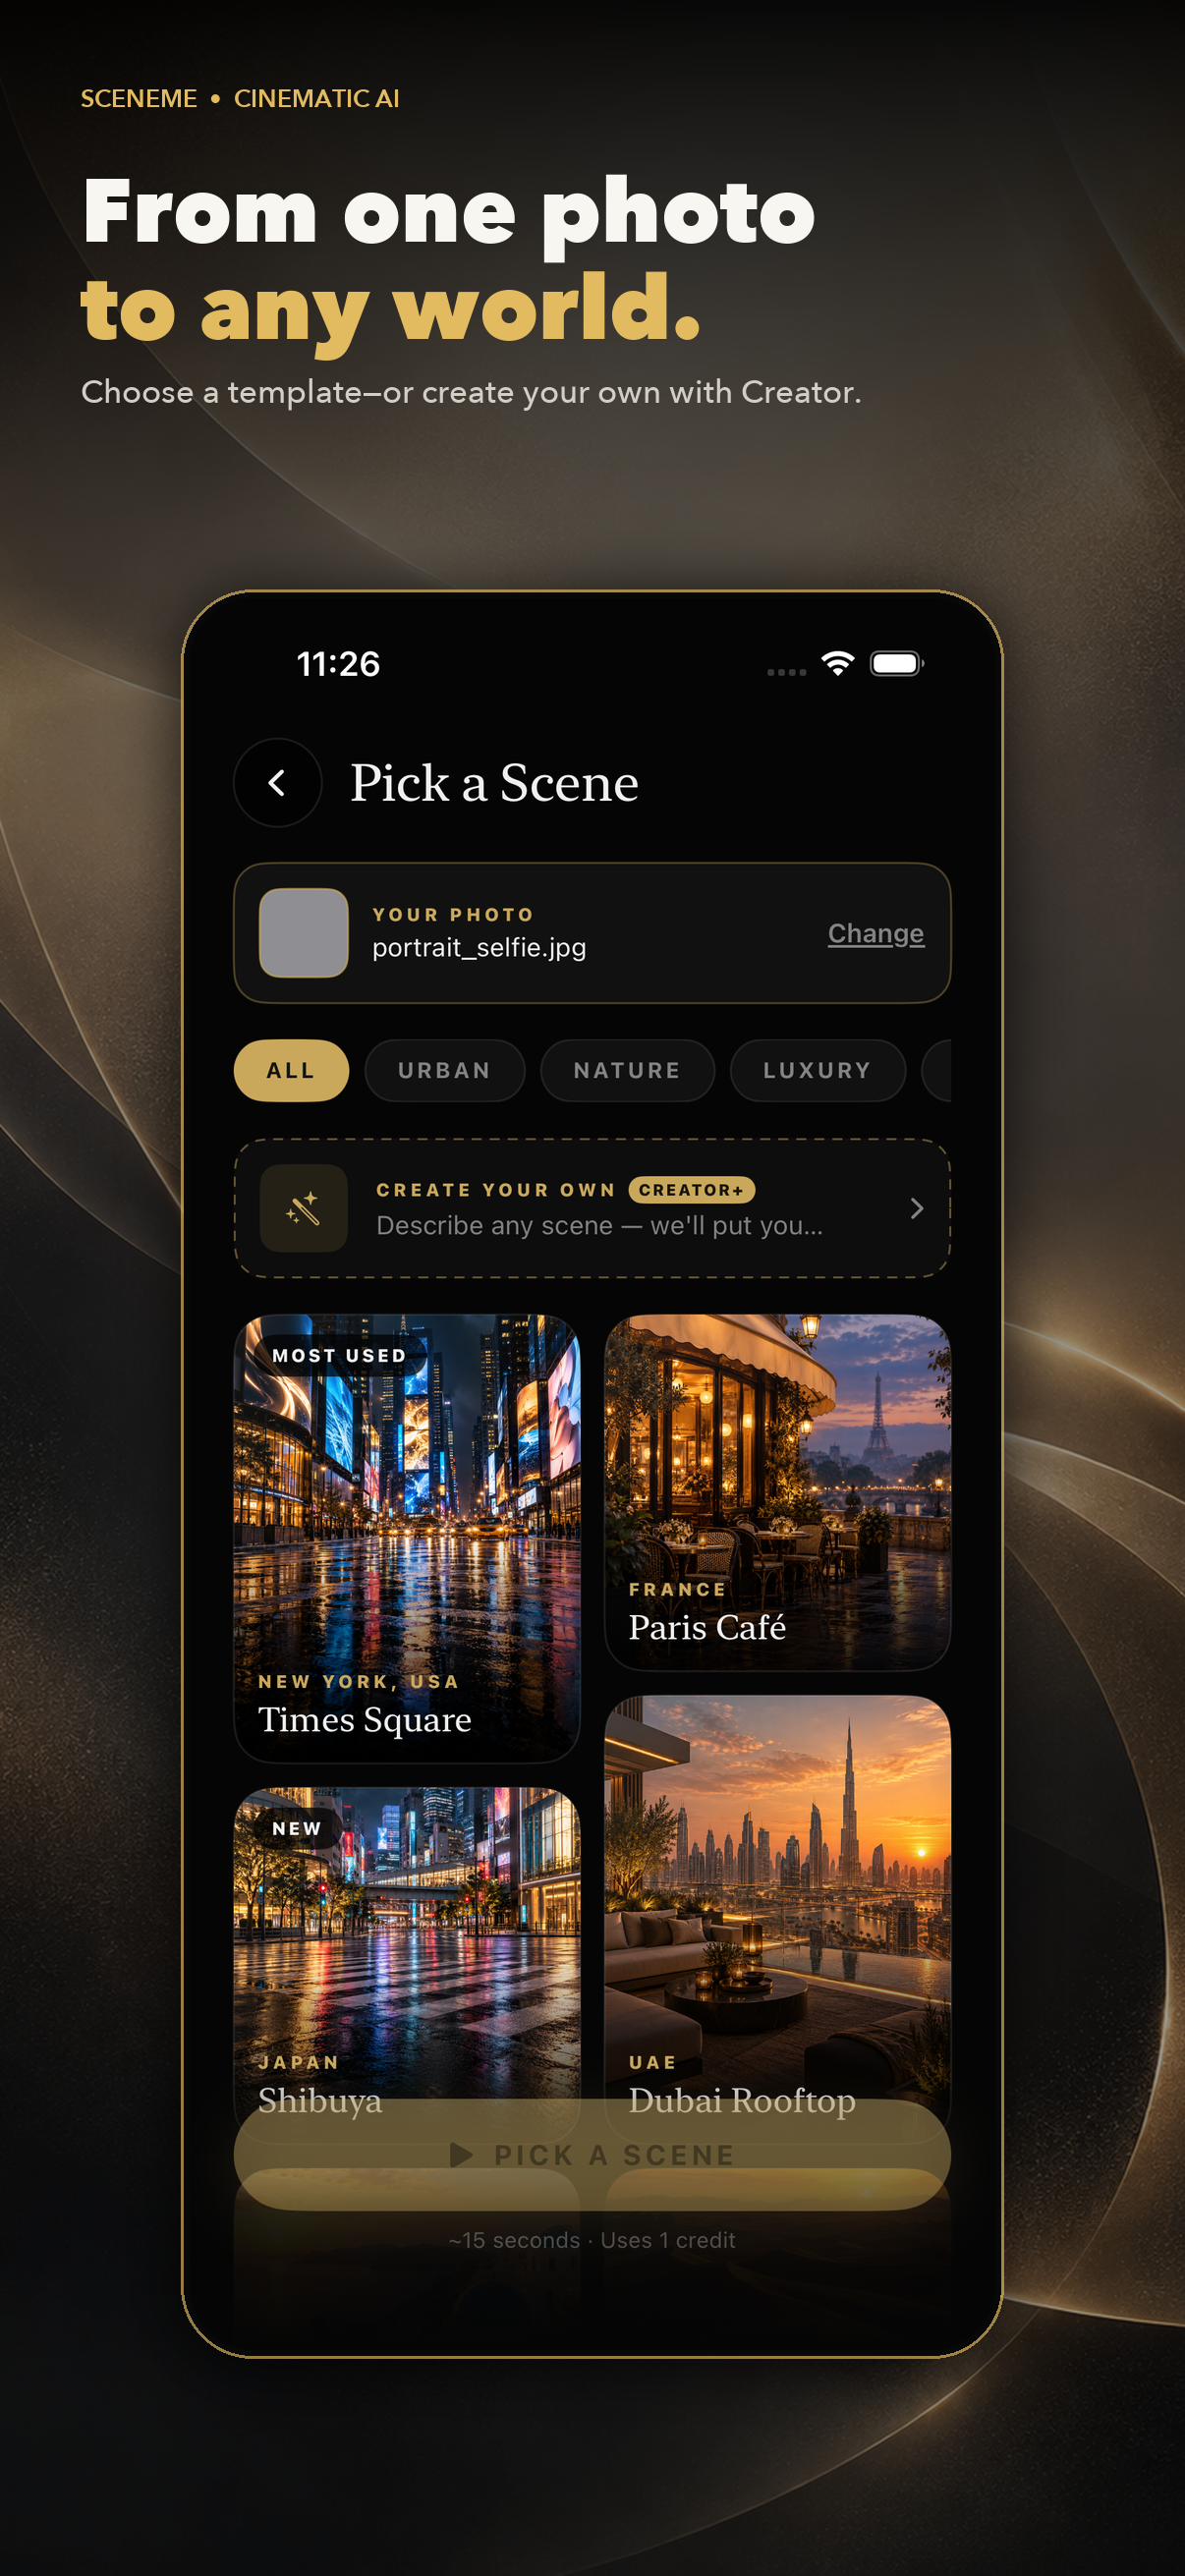 SCENEME • CINEMATIC AI
From one photo
to any world.
Choose a template—or create your own with Creator.
11:26
Pick a Scene
YOUR PHOTO
portrait_selfie.jpg
Change
ALL
URBAN
NATURE
LUXURY
CREATE YOUR OWN CREATOR+
Describe any scene — we'll put you...
MOST USED
NEW YORK, USA
Times Square
FRANCE
Paris Café
NEW
JAPAN
Shibuya
UAE
Dubai Rooftop
PICK A SCENE
~15 seconds · Uses 1 credit